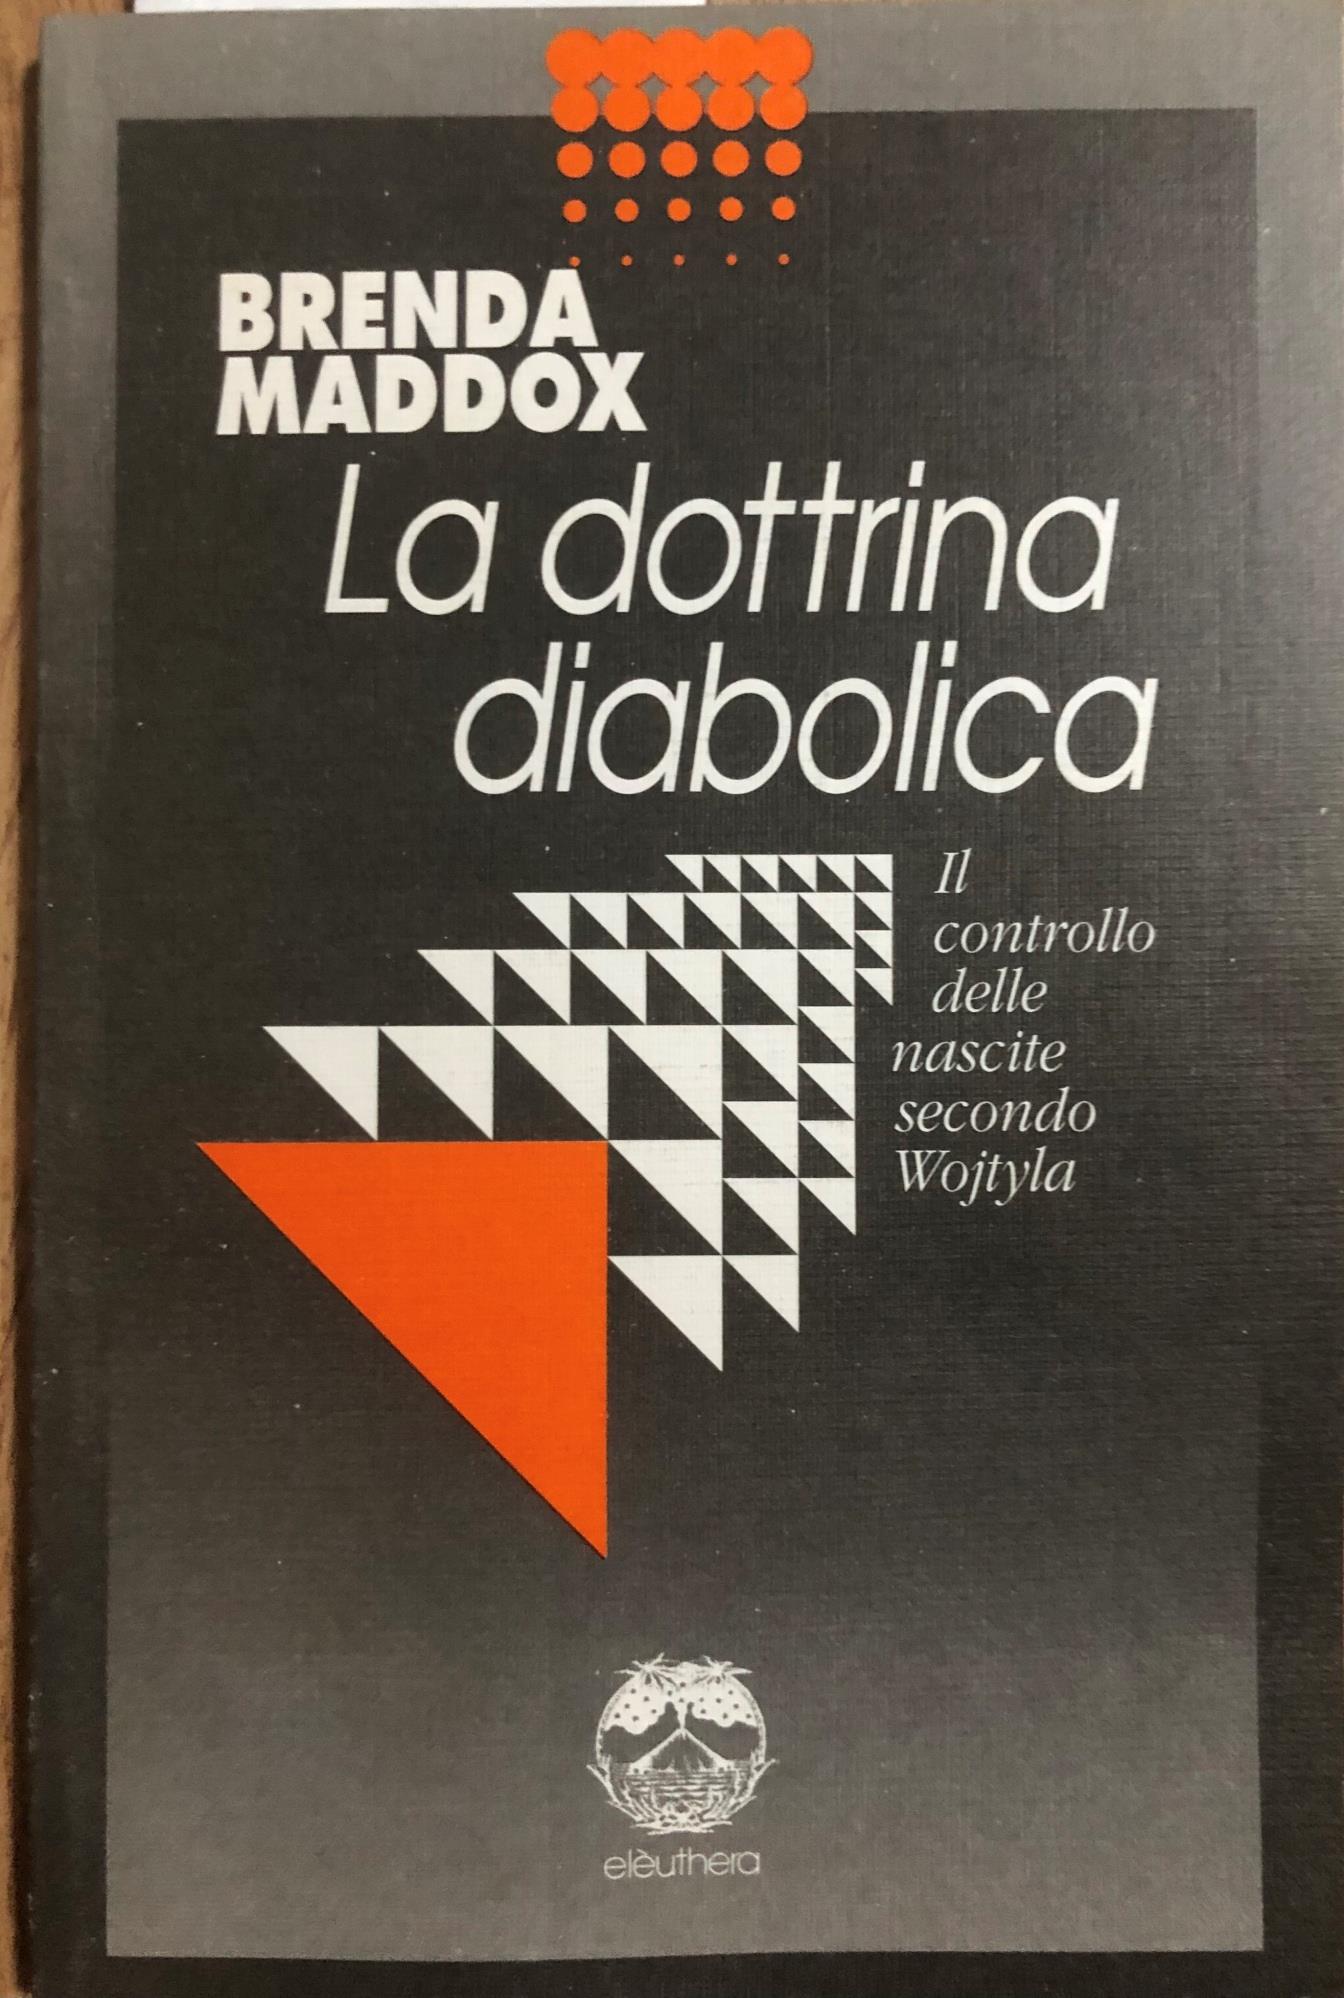 BRENDA
MADDOX
La dottrina
diabolica
Il
controllo
delle
nascite
secondo
Wojtyla
elèuthera